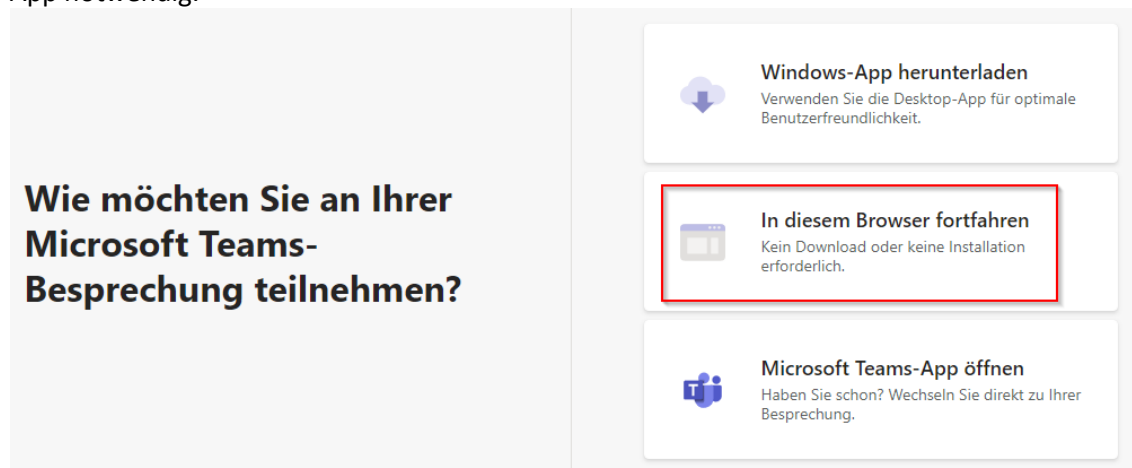 App notwendig.
Wie möchten Sie an Ihrer
Microsoft Teams-
Besprechung teilnehmen?
Windows-App herunterladen
Verwenden Sie die Desktop-App für optimale
Benutzerfreundlichkeit.
In diesem Browser fortfahren
Kein Download oder keine Installation
erforderlich.
Microsoft Teams-App öffnen
Haben Sie schon? Wechseln Sie direkt zu Ihrer
Besprechung.